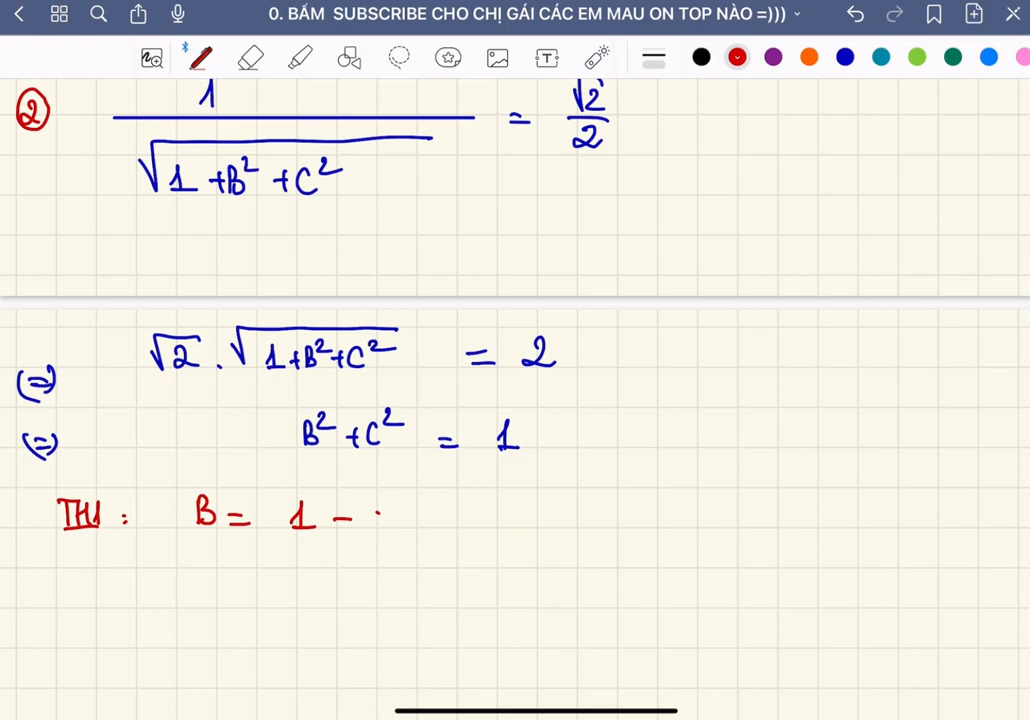 0. BẤM SUBSCRIBE CHO CHỊ GÁI CÁC EM MAU ON TOP NÀO =)))
② 1 / √(1 + B² + C²) = √2 / 2
(=) √2 . √(1 + B² + C²) = 2
(=) B² + C² = 1
TH1 : B = 1 -